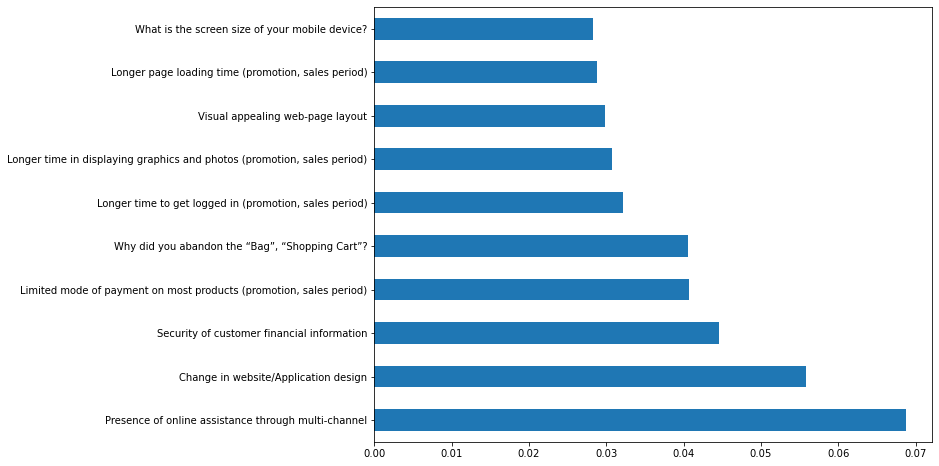 What is the screen size of your mobile device?
Longer page loading time (promotion, sales period)
Visual appealing web-page layout
Longer time in displaying graphics and photos (promotion, sales period)
Longer time to get logged in (promotion, sales period)
Why did you abandon the “Bag”, “Shopping Cart”?
Limited mode of payment on most products (promotion, sales period)
Security of customer financial information
Change in website/Application design
Presence of online assistance through multi-channel
0.00 0.01 0.02 0.03 0.04 0.05 0.06 0.07